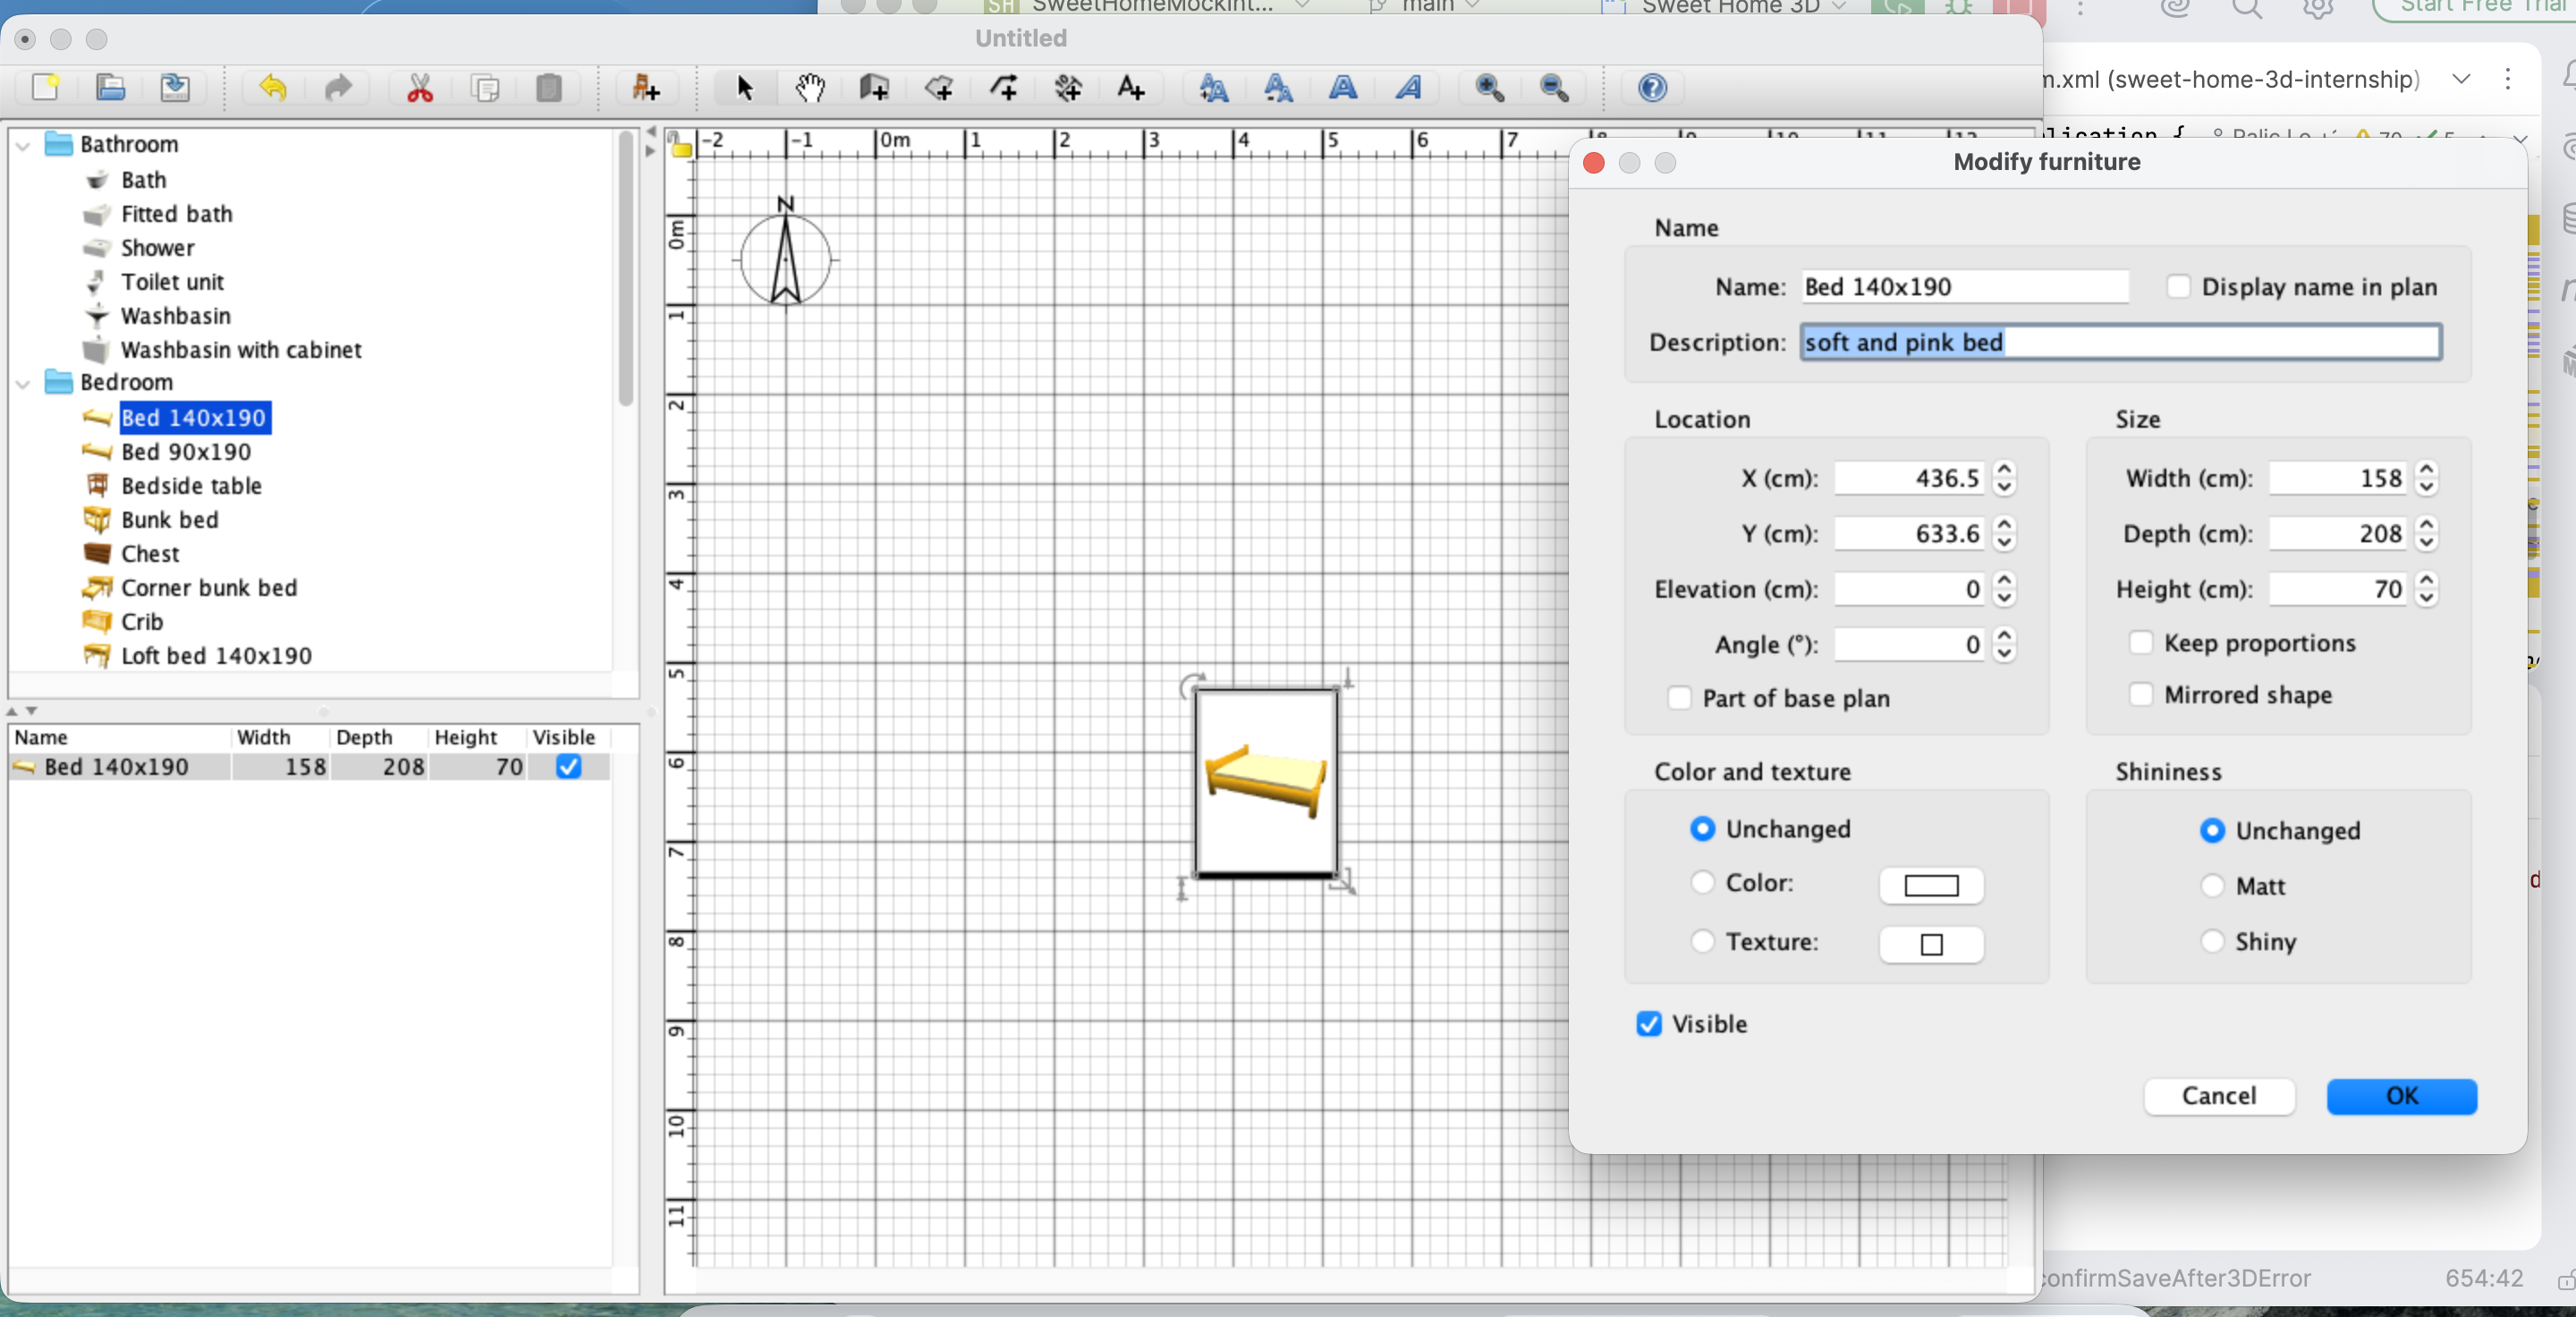 SH SweetHomeMockInt... main Sweet Home 3D Start Free Trial
Untitled
m.xml (sweet-home-3d-internship)
lication {
Bathroom
Bath
Fitted bath
Shower
Toilet unit
Washbasin
Washbasin with cabinet
Bedroom
Bed 140x190
Bed 90x190
Bedside table
Bunk bed
Chest
Corner bunk bed
Crib
Loft bed 140x190
Name Width Depth Height Visible
Bed 140x190 158 208 70
-2 -1 0m 1 2 3 4 5 6 7
0m
1
2
3
4
5
6
7
8
9
10
11
N
Modify furniture
Name
Name: Bed 140x190 Display name in plan
Description: soft and pink bed
Location
X (cm): 436.5
Y (cm): 633.6
Elevation (cm): 0
Angle (°): 0
Part of base plan
Size
Width (cm): 158
Depth (cm): 208
Height (cm): 70
Keep proportions
Mirrored shape
Color and texture
Unchanged
Color:
Texture:
Shininess
Unchanged
Matt
Shiny
Visible
Cancel OK
confirmSaveAfter3DError 654:42